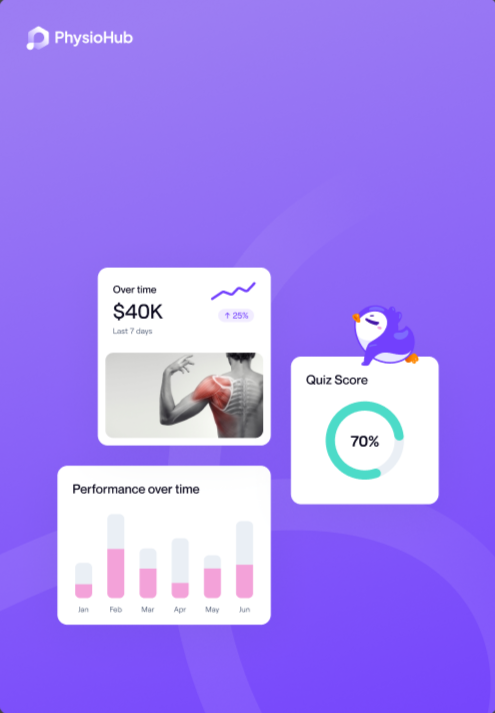 PhysioHub
Over time
$40K
↑ 25%
Last 7 days
Quiz Score
70%
Performance over time
Jan Feb Mar Apr May Jun